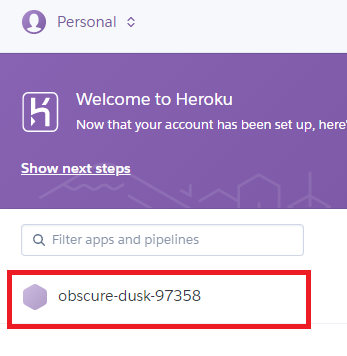 Personal
Welcome to Heroku
Now that your account has been set up, here'
Show next steps
Filter apps and pipelines
obscure-dusk-97358